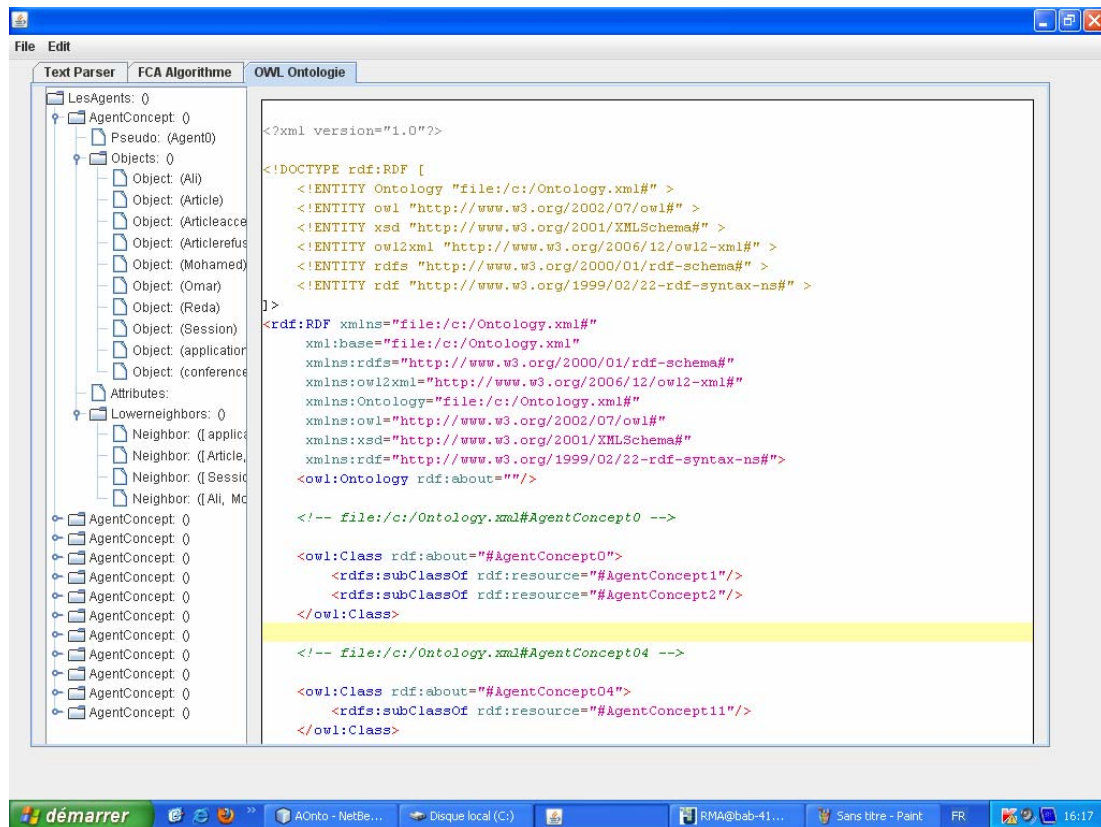 File Edit
Text Parser FCA Algorithme OWL Ontologie
LesAgents: ()
AgentConcept: ()
Pseudo: (Agent0)
Objects: ()
Object: (Ali)
Object: (Article)
Object: (Articleacce
Object: (Articlerefus
Object: (Mohamed)
Object: (Omar)
Object: (Reda)
Object: (Session)
Object: (application
Object: (conference
Attributes:
Lowerneighbors: ()
Neighbor: ([ applica
Neighbor: ([ Article,
Neighbor: ([ Sessic
Neighbor: ([ Ali, Mo
AgentConcept: ()
AgentConcept: ()
AgentConcept: ()
AgentConcept: ()
AgentConcept: ()
AgentConcept: ()
AgentConcept: ()
AgentConcept: ()
AgentConcept: ()
AgentConcept: ()
AgentConcept: ()
<?xml version="1.0"?>
<!DOCTYPE rdf:RDF [
<!ENTITY Ontology "file:/c:/Ontology.xml#" >
<!ENTITY owl "http://www.w3.org/2002/07/owl#" >
<!ENTITY xsd "http://www.w3.org/2001/XMLSchema#" >
<!ENTITY owl2xml "http://www.w3.org/2006/12/owl2-xml#" >
<!ENTITY rdfs "http://www.w3.org/2000/01/rdf-schema#" >
<!ENTITY rdf "http://www.w3.org/1999/02/22-rdf-syntax-ns#" >
]>
<rdf:RDF xmlns="file:/c:/Ontology.xml#"
xml:base="file:/c:/Ontology.xml"
xmlns:rdfs="http://www.w3.org/2000/01/rdf-schema#"
xmlns:owl2xml="http://www.w3.org/2006/12/owl2-xml#"
xmlns:Ontology="file:/c:/Ontology.xml#"
xmlns:owl="http://www.w3.org/2002/07/owl#"
xmlns:xsd="http://www.w3.org/2001/XMLSchema#"
xmlns:rdf="http://www.w3.org/1999/02/22-rdf-syntax-ns#">
<owl:Ontology rdf:about=""/>
<!-- file:/c:/Ontology.xml#AgentConcept0 -->
<owl:Class rdf:about="#AgentConcept0">
<rdfs:subClassOf rdf:resource="#AgentConcept1"/>
<rdfs:subClassOf rdf:resource="#AgentConcept2"/>
</owl:Class>
<!-- file:/c:/Ontology.xml#AgentConcept04 -->
<owl:Class rdf:about="#AgentConcept04">
<rdfs:subClassOf rdf:resource="#AgentConcept11"/>
</owl:Class>
démarrer » AOnto - NetBe... Disque local (C:) RMA@bab-41... Sans titre - Paint FR 16:17